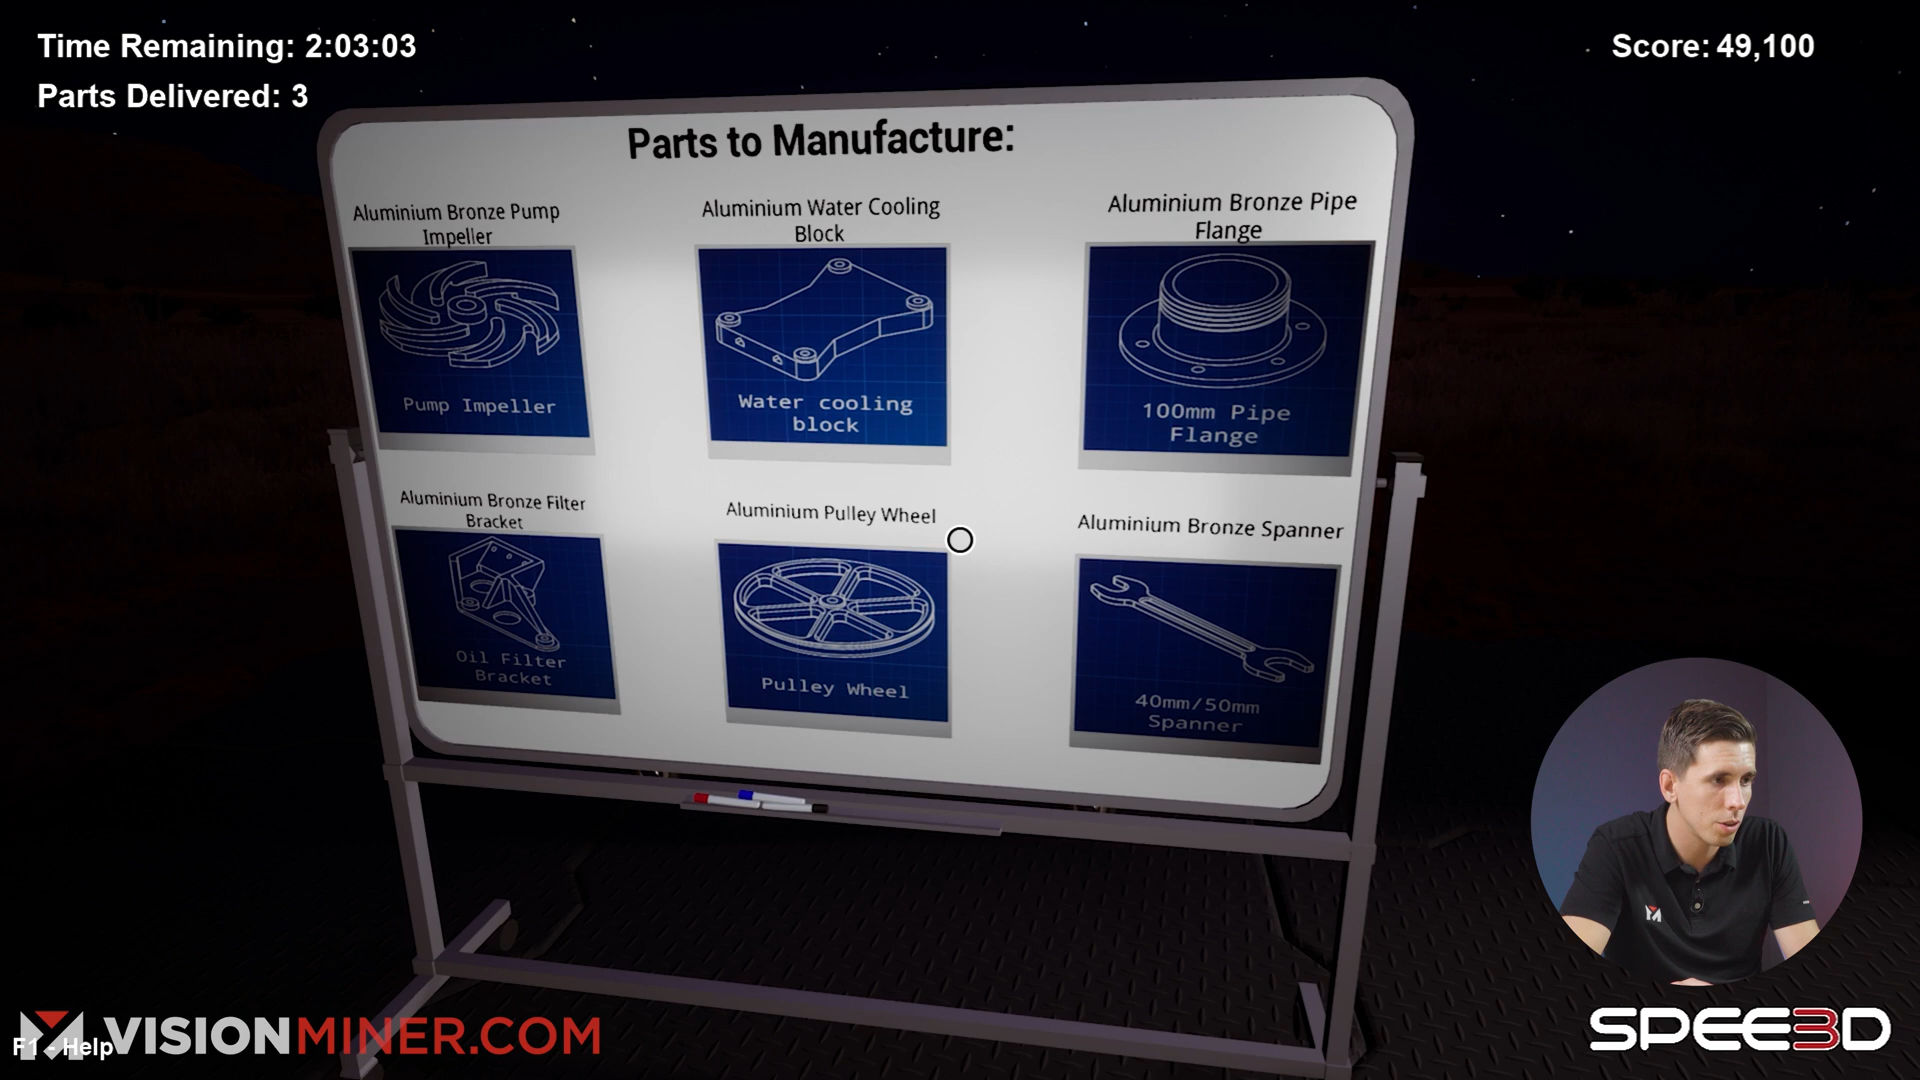 Time Remaining: 2:03:03
Score: 49,100
Parts Delivered: 3
Parts to Manufacture:
Aluminium Bronze Pump
Impeller
Pump Impeller
Aluminium Water Cooling
Block
Water cooling
block
Aluminium Bronze Pipe
Flange
100mm Pipe
Flange
Aluminium Bronze Filter
Bracket
Oil Filter
Bracket
Aluminium Pulley Wheel
Pulley Wheel
Aluminium Bronze Spanner
40mm/50mm
Spanner
F1 - Help
VISIONMINER.COM
SPEE3D